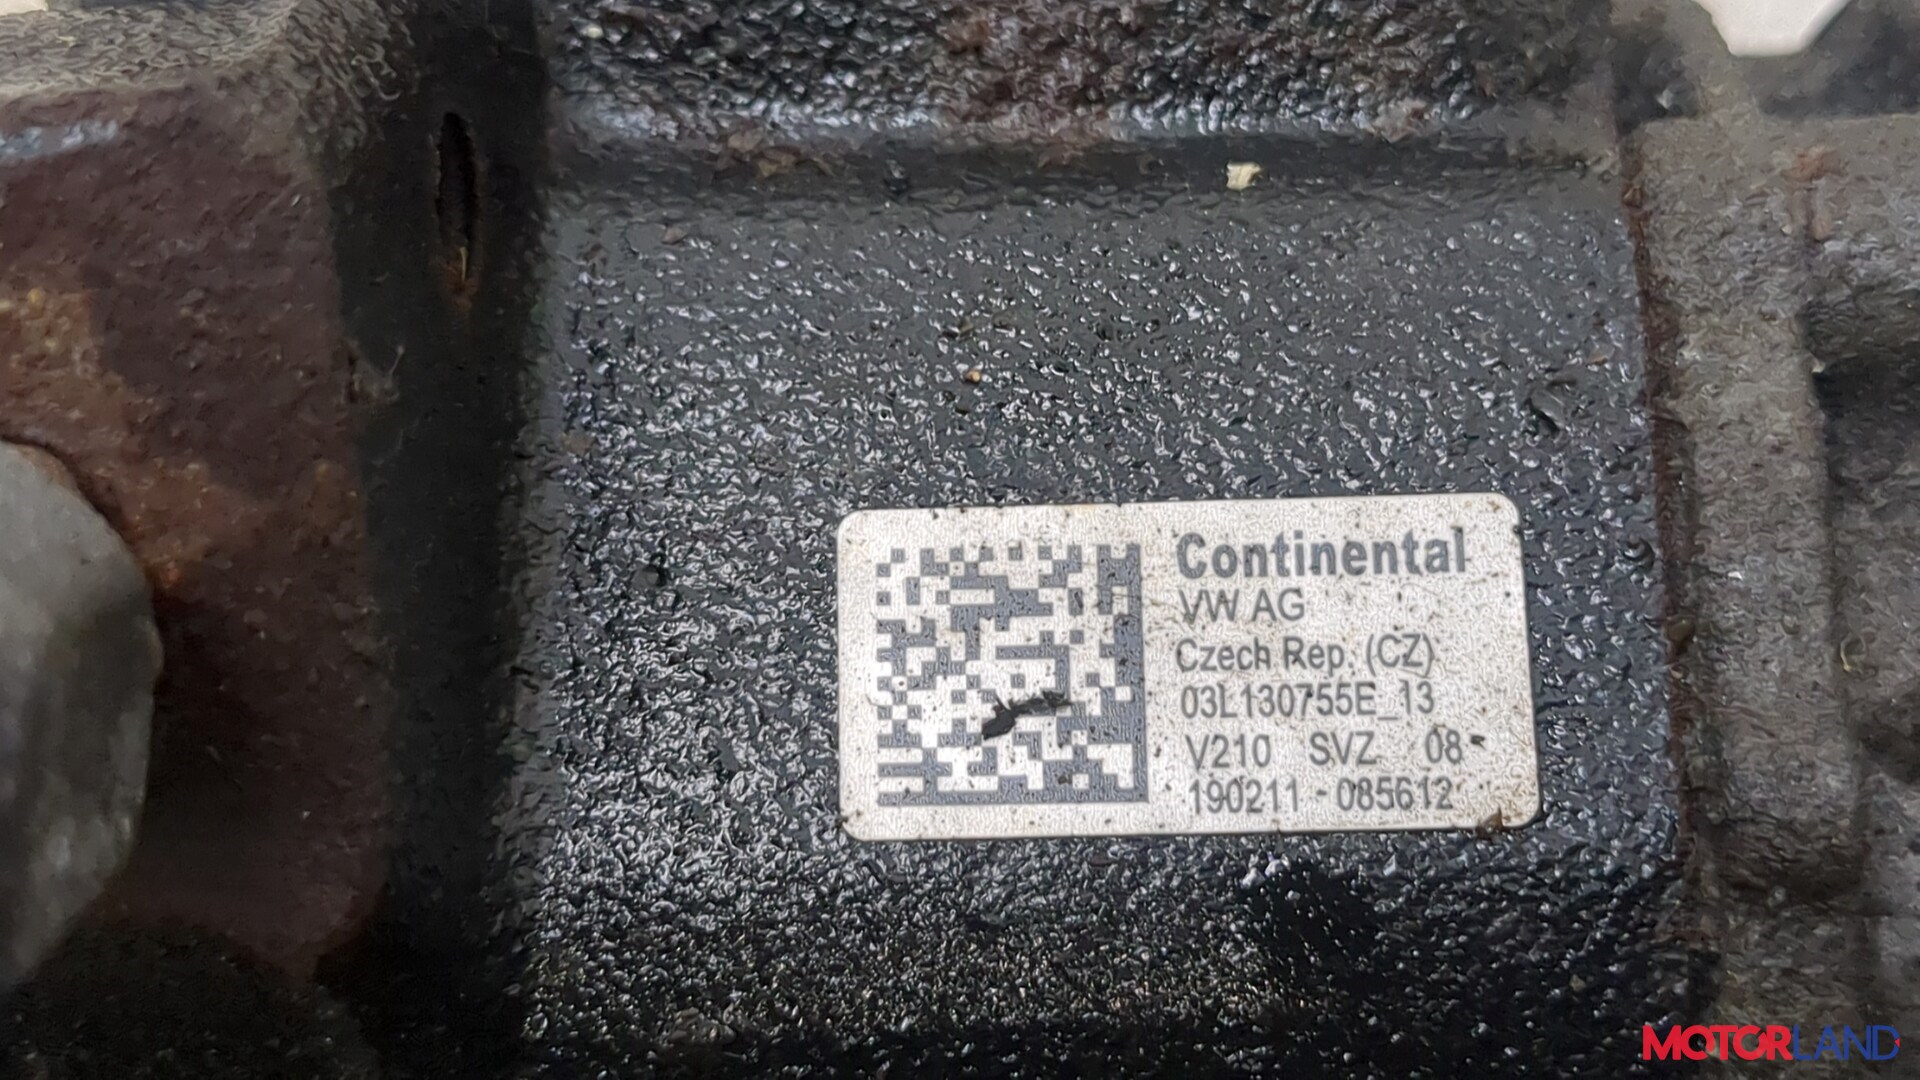 Continental
VW AG
Czech Rep. (CZ)
03L130755E_13
V210 SVZ 08
190211-085612
MOTORLAND